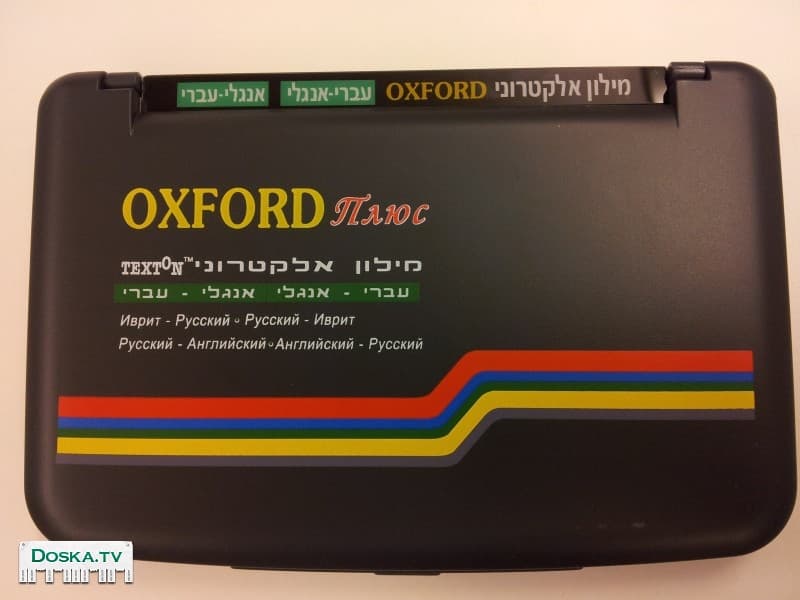 מילון אלקטרוני OXFORD עברי-אנגלי אנגלי-עברי
OXFORD Плюс
מילון אלקטרוני TEXTON™
עברי - אנגלי אנגלי - עברי
Иврит - Русский • Русский - Иврит
Русский - Английский • Английский - Русский
DOSKA.TV